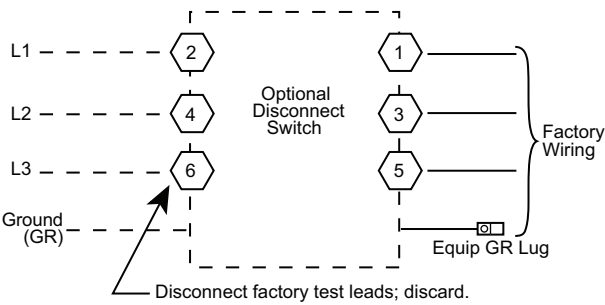 L1
2
1
L2
4
Optional
Disconnect
Switch
3
Factory
Wiring
L3
6
5
Ground
(GR)
Equip GR Lug
Disconnect factory test leads; discard.